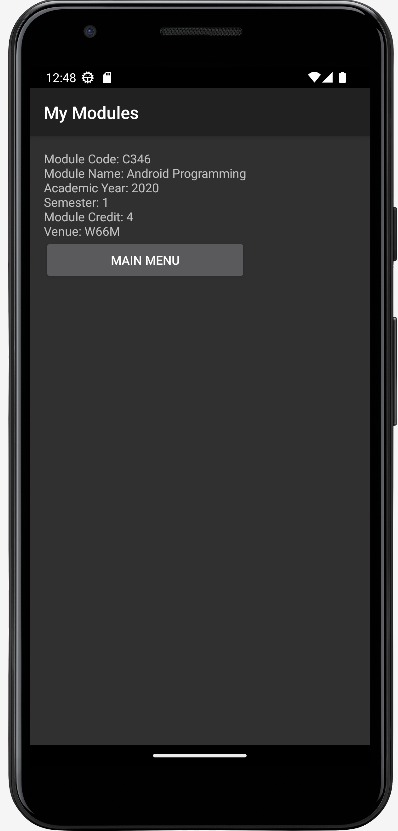 12:48
My Modules
Module Code: C346
Module Name: Android Programming
Academic Year: 2020
Semester: 1
Module Credit: 4
Venue: W66M
MAIN MENU